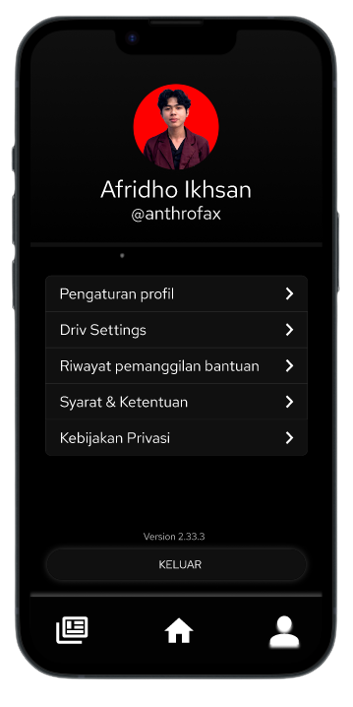 Afridho Ikhsan
@anthrofax
Pengaturan profil
Driv Settings
Riwayat pemanggilan bantuan
Syarat & Ketentuan
Kebijakan Privasi
Version 2.33.3
KELUAR